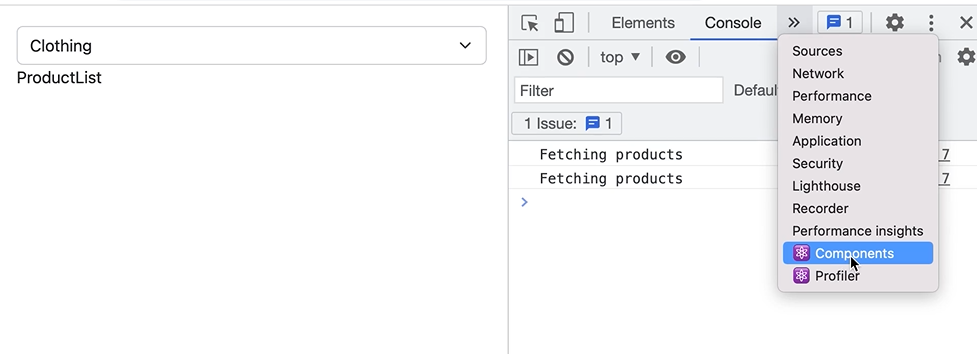 Clothing
ProductList
Elements Console » 1
top ▼
Filter Defaul
1 Issue: 1
Fetching products 7
Fetching products 7
>
Sources
Network
Performance
Memory
Application
Security
Lighthouse
Recorder
Performance insights
Components
Profiler